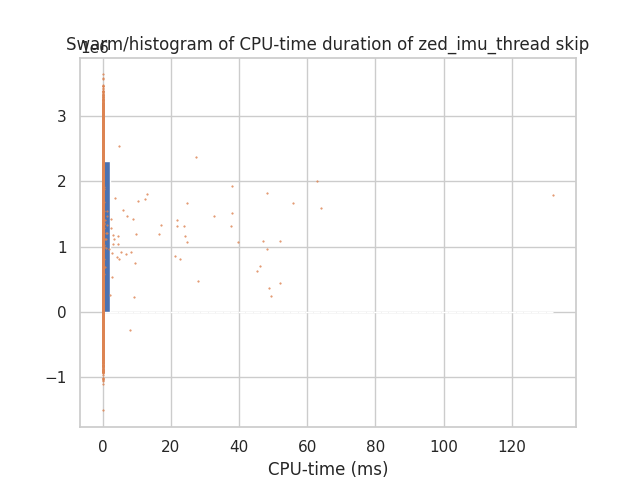 Swarm/histogram of CPU-time duration of zed_imu_thread skip
1e6
3
2
1
0
−1
0 20 40 60 80 100 120
CPU-time (ms)